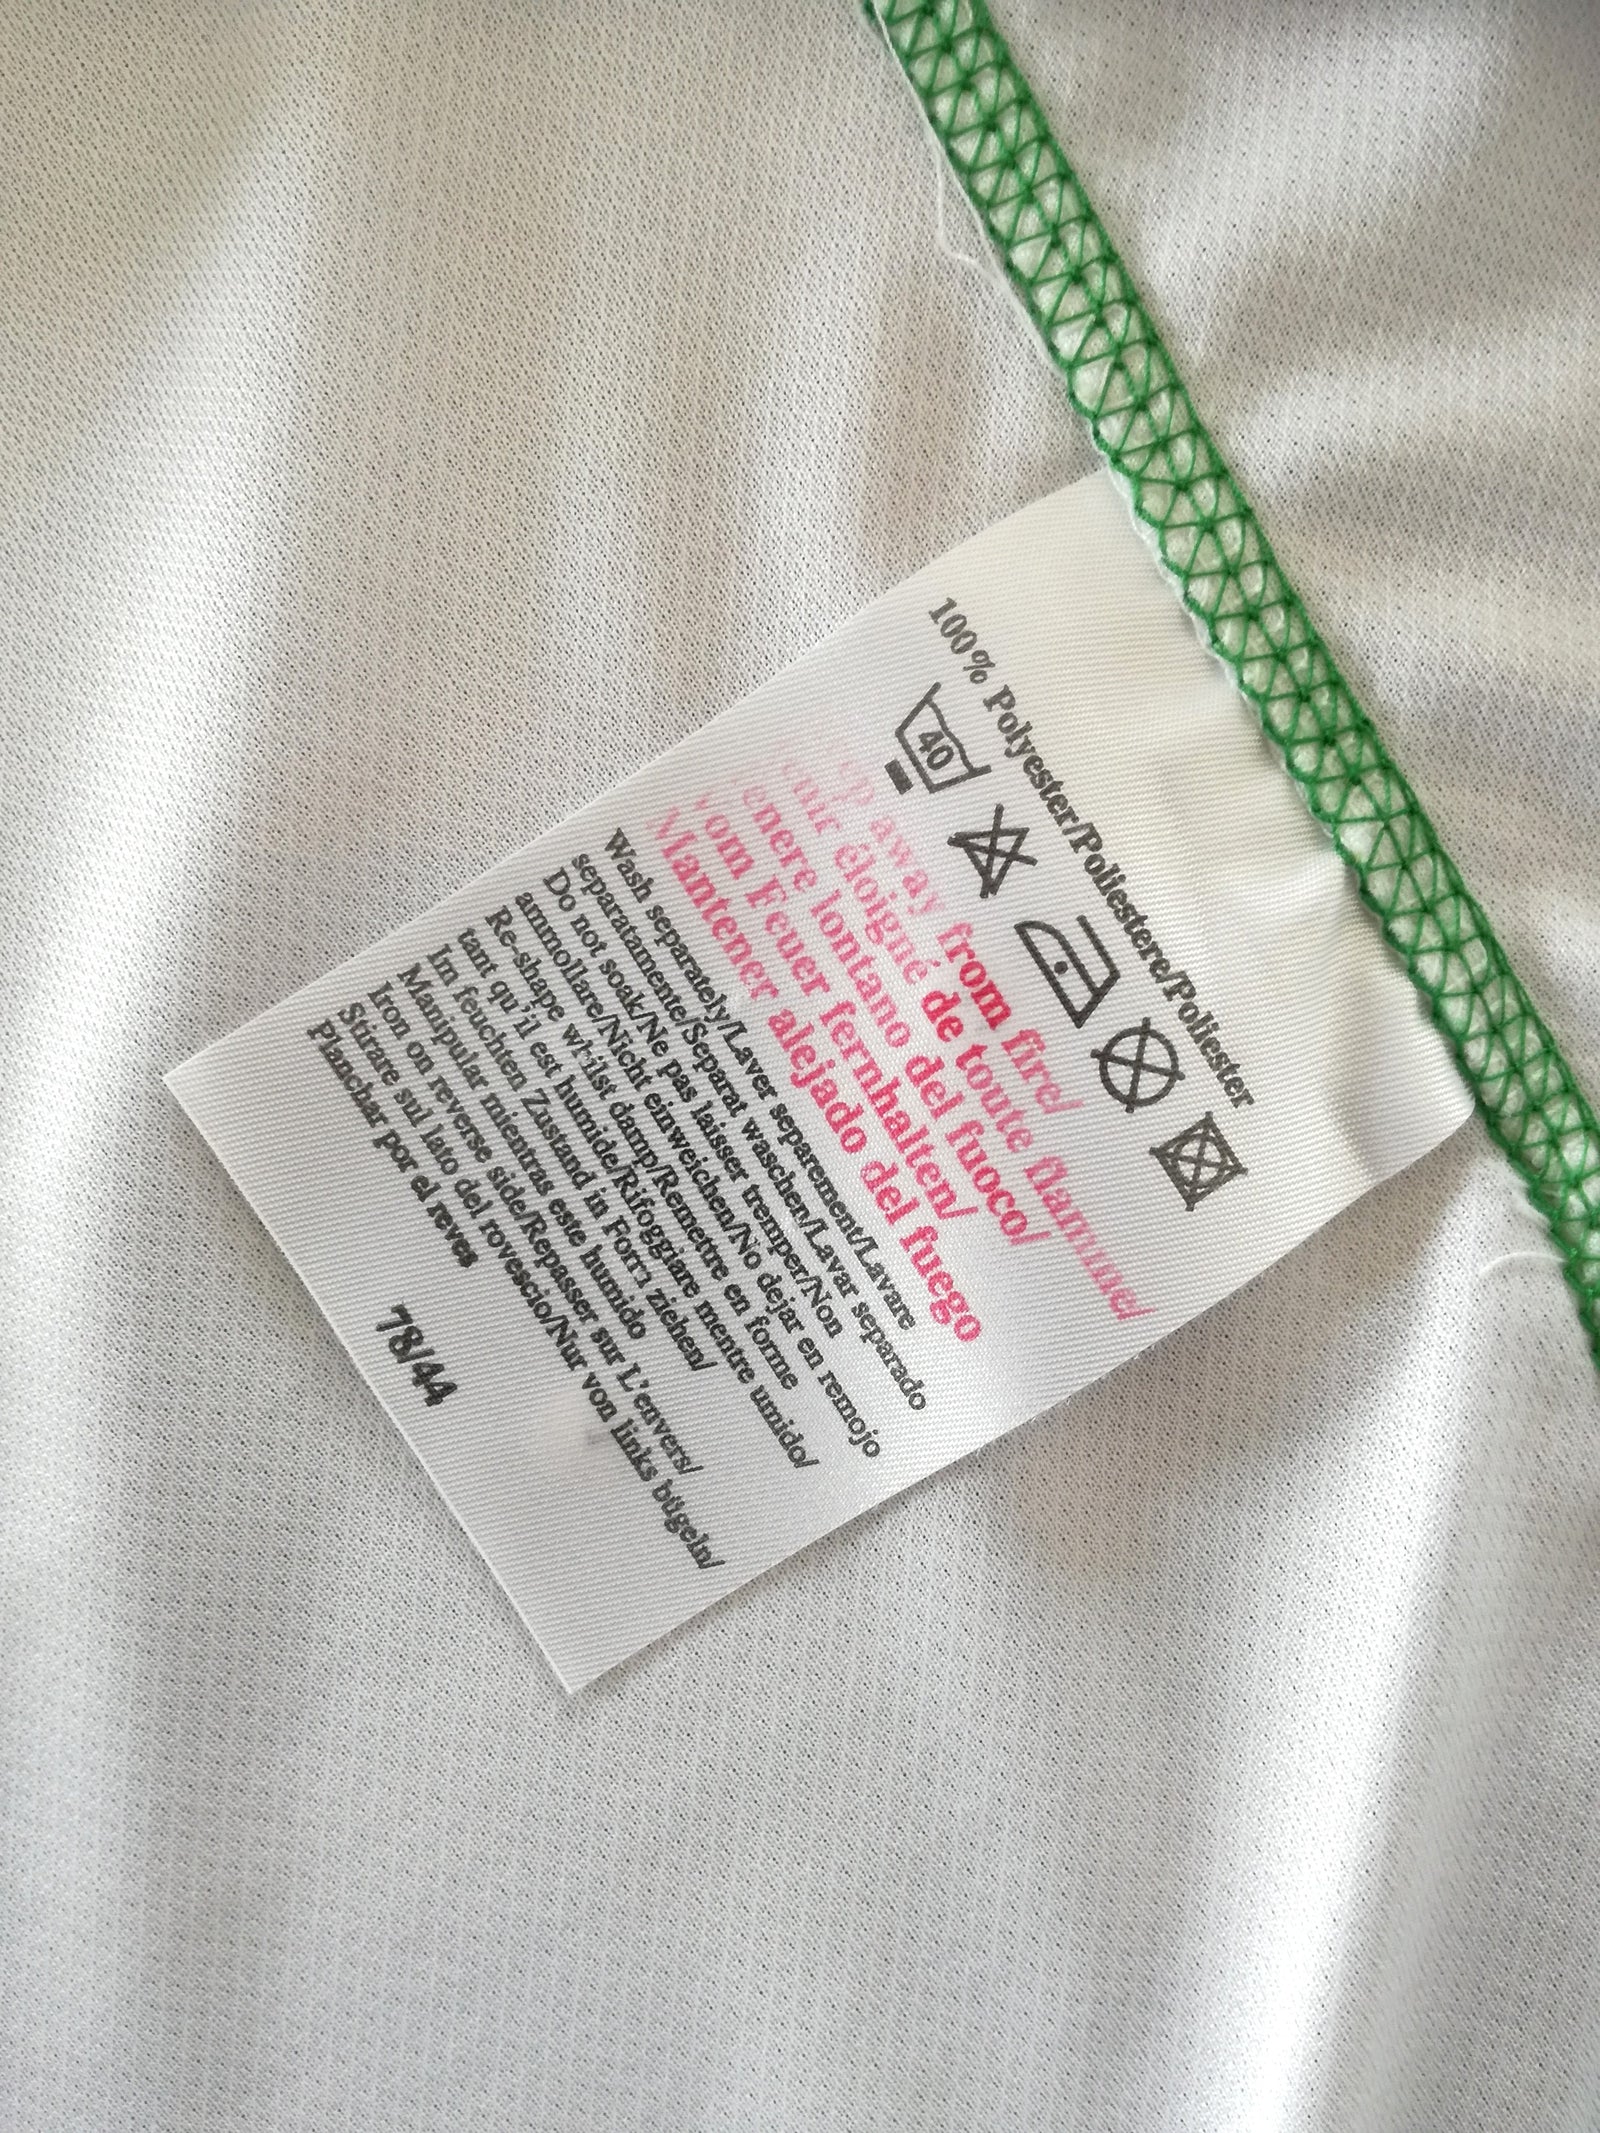 100% Polyester/Poliestere/Poliester
40
away from fire/
éloigné de toute flamme/
lontano del fuoco/
vom Feuer fernhalten/
Mantener alejado del fuego
Wash separately/Laver separement/Lavare
separatamente/Separat waschen/Lavar separado
Do not soak/Ne pas laisser tremper/Non
ammollare/Nicht einweichen/No dejar en remojo
Re-shape whilst damp/Remettre en forme
tant qu'il est humide/Rifoggiare mentre umido/
Im feuchten Zustand in Form ziehen/
Manipular mientras este humido
Iron on reverse side/Repasser sur L'envers/
Stirare sul lato del rovescio/Nur von links bügeln/
Planchar por el reves
78/44